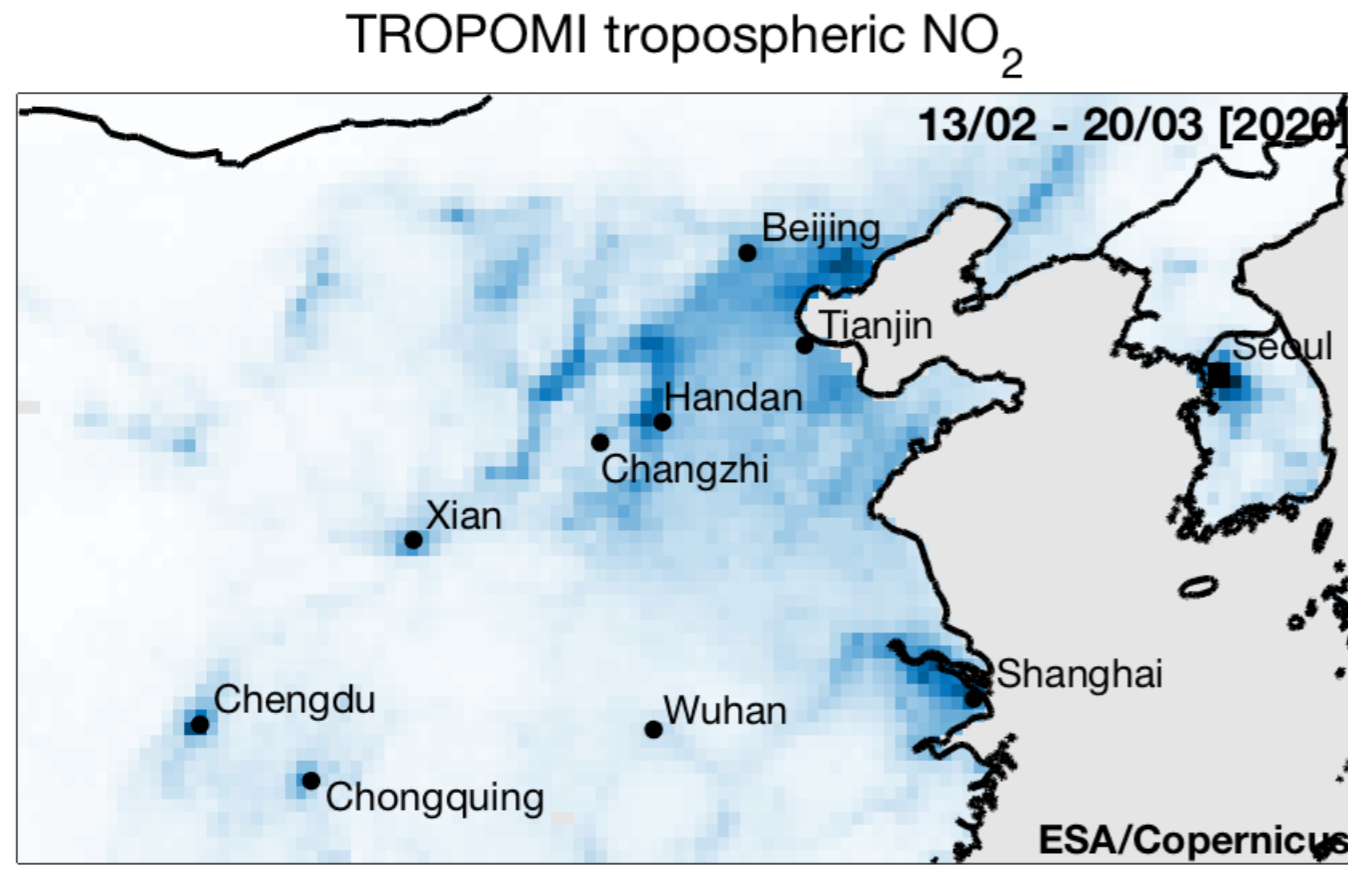 TROPOMI tropospheric NO₂
13/02 - 20/03 [2020]
Beijing
Tianjin
Seoul
Handan
Changzhi
Xian
Shanghai
Chengdu
Wuhan
Chongquing
ESA/Copernicus